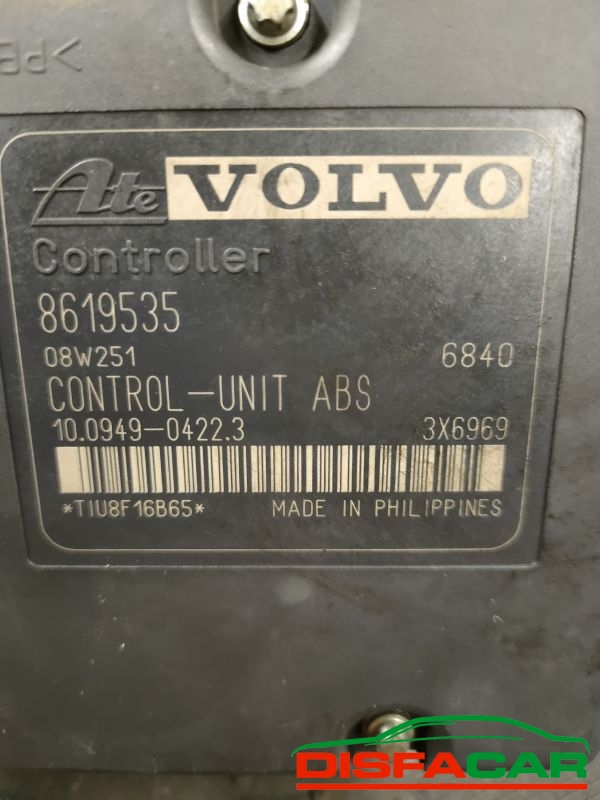 >PB
Ate VOLVO
Controller
8619535
08W251 6840
CONTROL-UNIT ABS
10.0949-0422.3 3X6969
*T1U8F16B65* MADE IN PHILIPPINES
DISFACAR